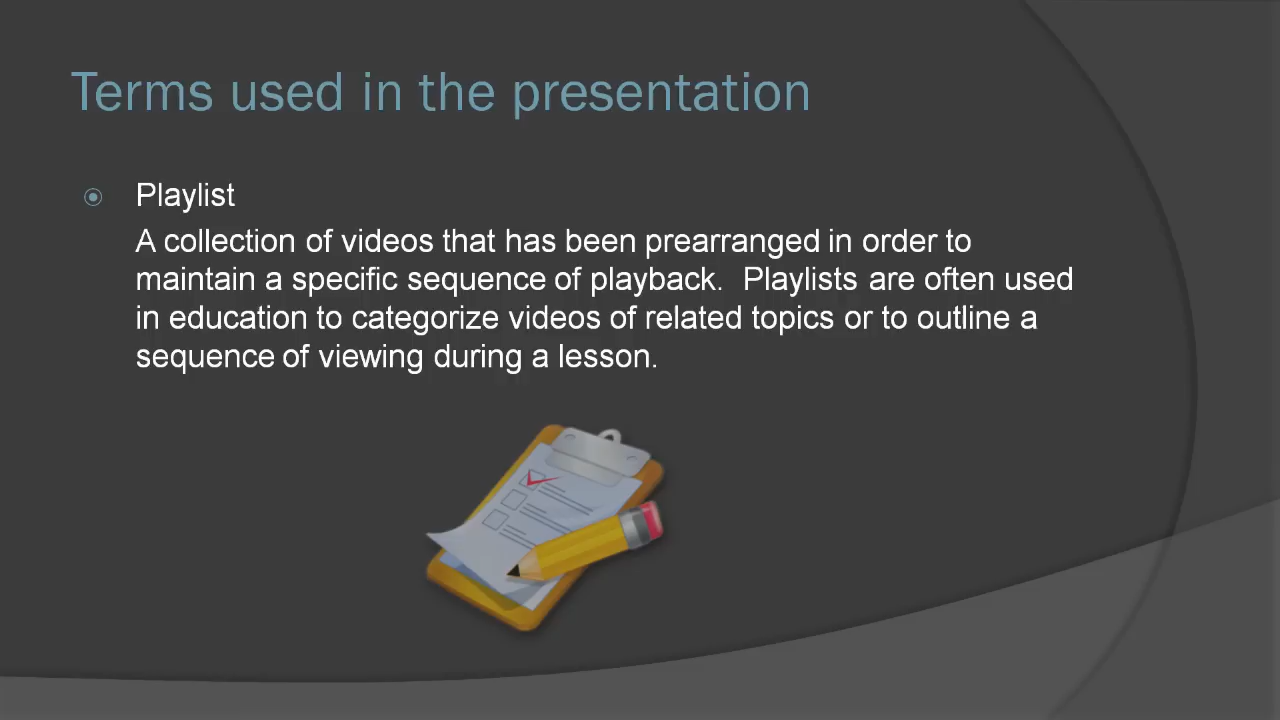 Terms used in the presentation
Playlist
A collection of videos that has been prearranged in order to
maintain a specific sequence of playback.  Playlists are often used
in education to categorize videos of related topics or to outline a
sequence of viewing during a lesson.